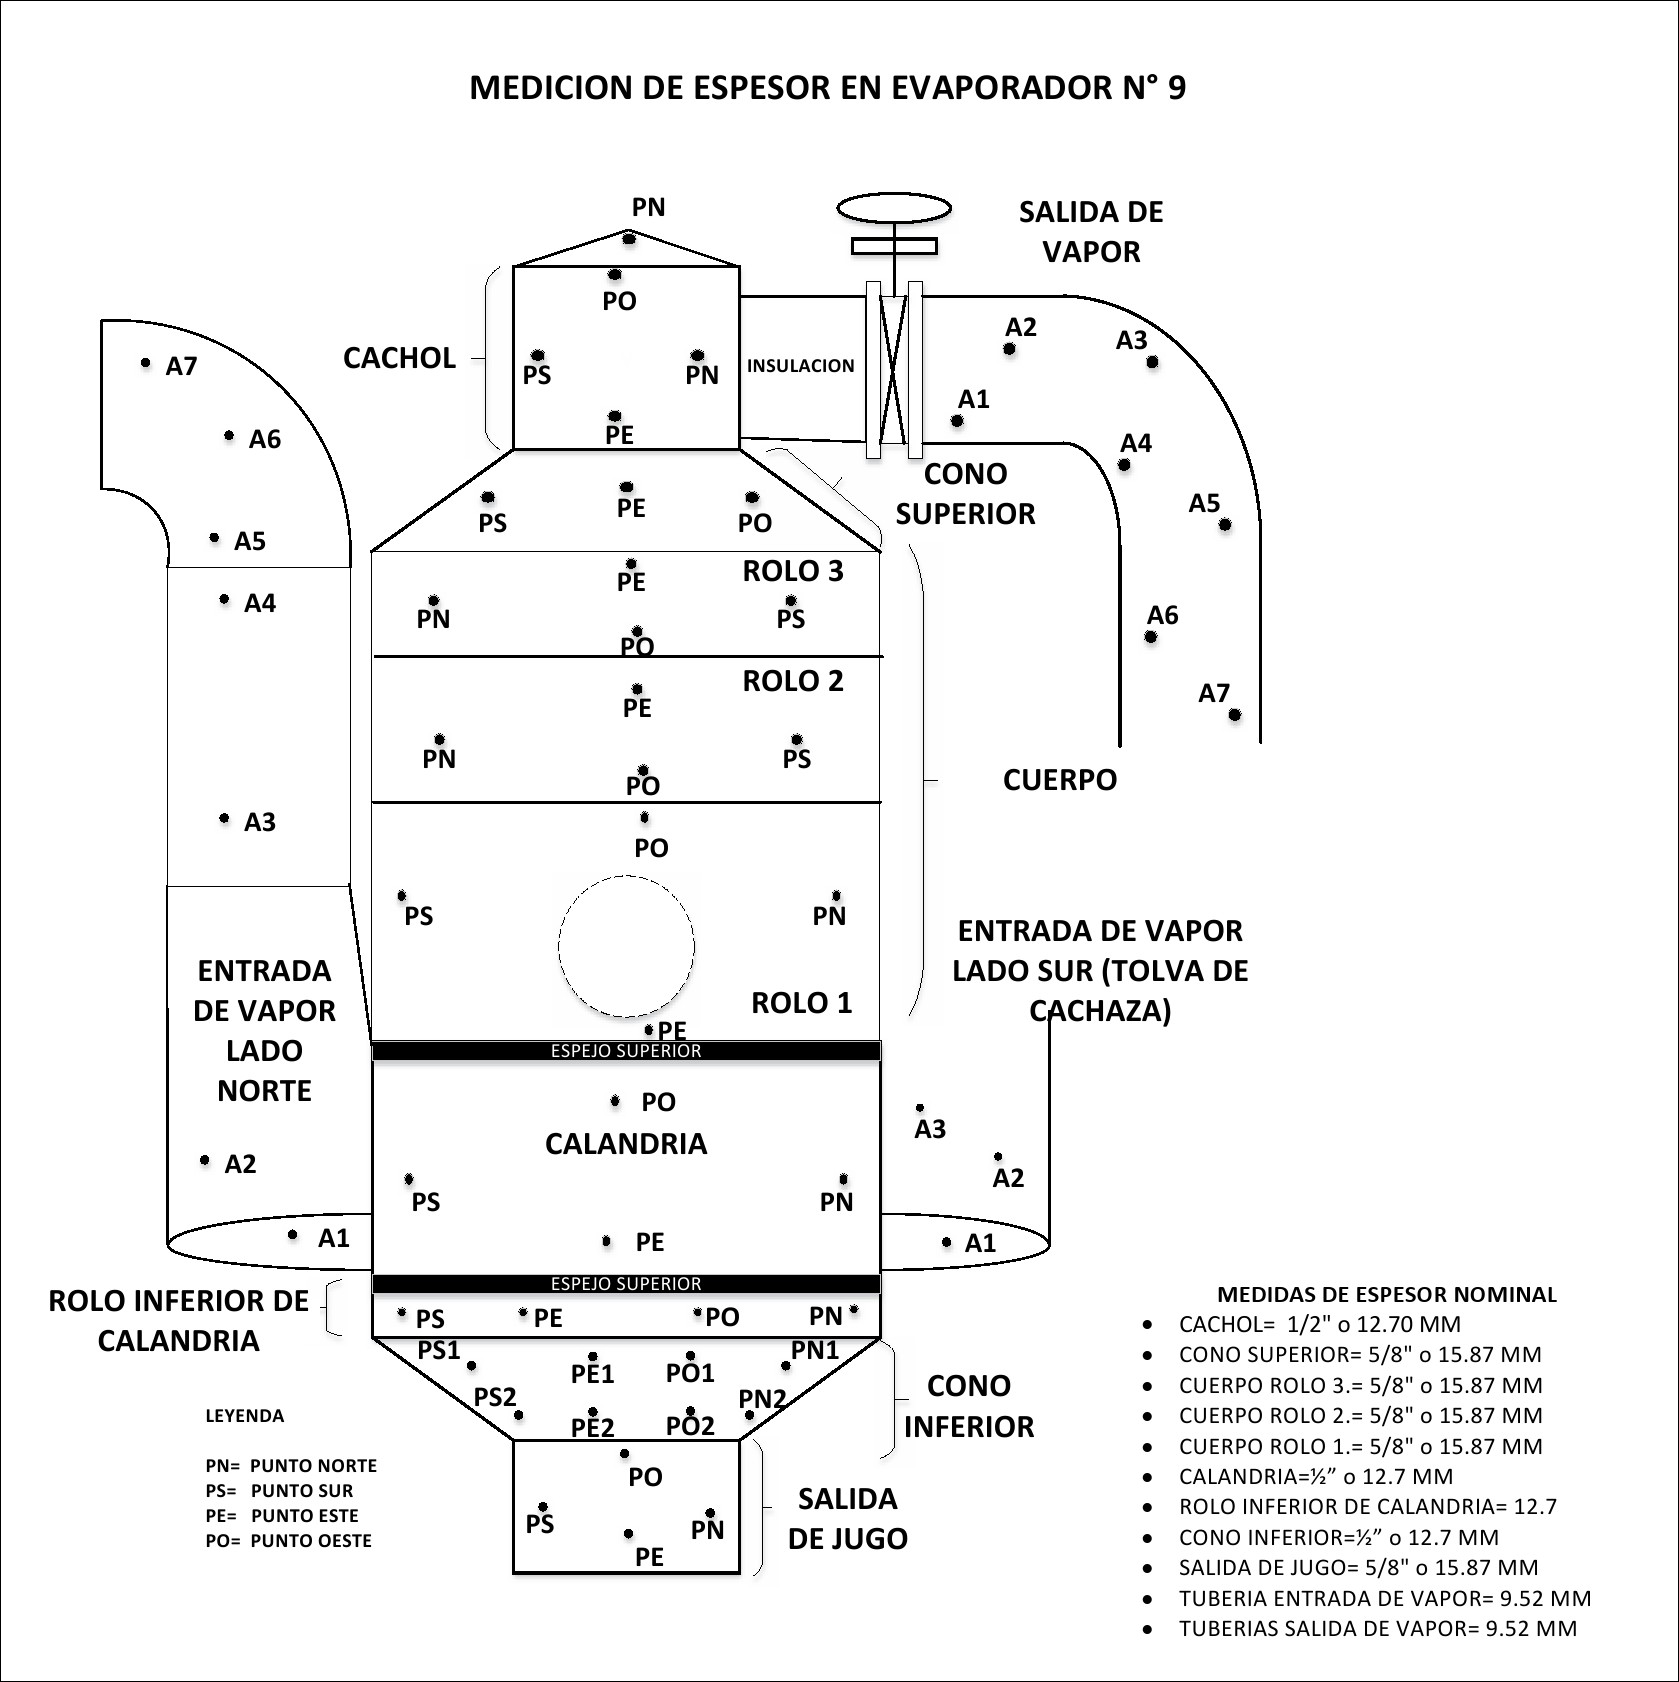 MEDICION DE ESPESOR EN EVAPORADOR N° 9
PN
SALIDA DE
VAPOR
PO
CACHOL
PS
PN
INSULACION
PE
A2
A3
A1
A4
A5
A6
A7
A7
A6
A5
A4
A3
CONO
SUPERIOR
PS
PE
PO
ROLO 3
PE
PN
PS
PO
ROLO 2
PE
PN
PS
PO
CUERPO
PO
PS
PN
ROLO 1
PE
ENTRADA
DE VAPOR
LADO
NORTE
A2
A1
ENTRADA DE VAPOR
LADO SUR (TOLVA DE
CACHAZA)
A3
A2
A1
ESPEJO SUPERIOR
PO
CALANDRIA
PS
PN
PE
ESPEJO SUPERIOR
ROLO INFERIOR DE
CALANDRIA
PS
PE
PO
PN
PS1
PE1
PO1
PN1
PS2
PE2
PO2
PN2
CONO
INFERIOR
PO
PS
PN
PE
SALIDA
DE JUGO
LEYENDA
PN= PUNTO NORTE
PS= PUNTO SUR
PE= PUNTO ESTE
PO= PUNTO OESTE
MEDIDAS DE ESPESOR NOMINAL
• CACHOL= 1/2" o 12.70 MM
• CONO SUPERIOR= 5/8" o 15.87 MM
• CUERPO ROLO 3.= 5/8" o 15.87 MM
• CUERPO ROLO 2.= 5/8" o 15.87 MM
• CUERPO ROLO 1.= 5/8" o 15.87 MM
• CALANDRIA=½” o 12.7 MM
• ROLO INFERIOR DE CALANDRIA= 12.7
• CONO INFERIOR=½” o 12.7 MM
• SALIDA DE JUGO= 5/8" o 15.87 MM
• TUBERIA ENTRADA DE VAPOR= 9.52 MM
• TUBERIAS SALIDA DE VAPOR= 9.52 MM